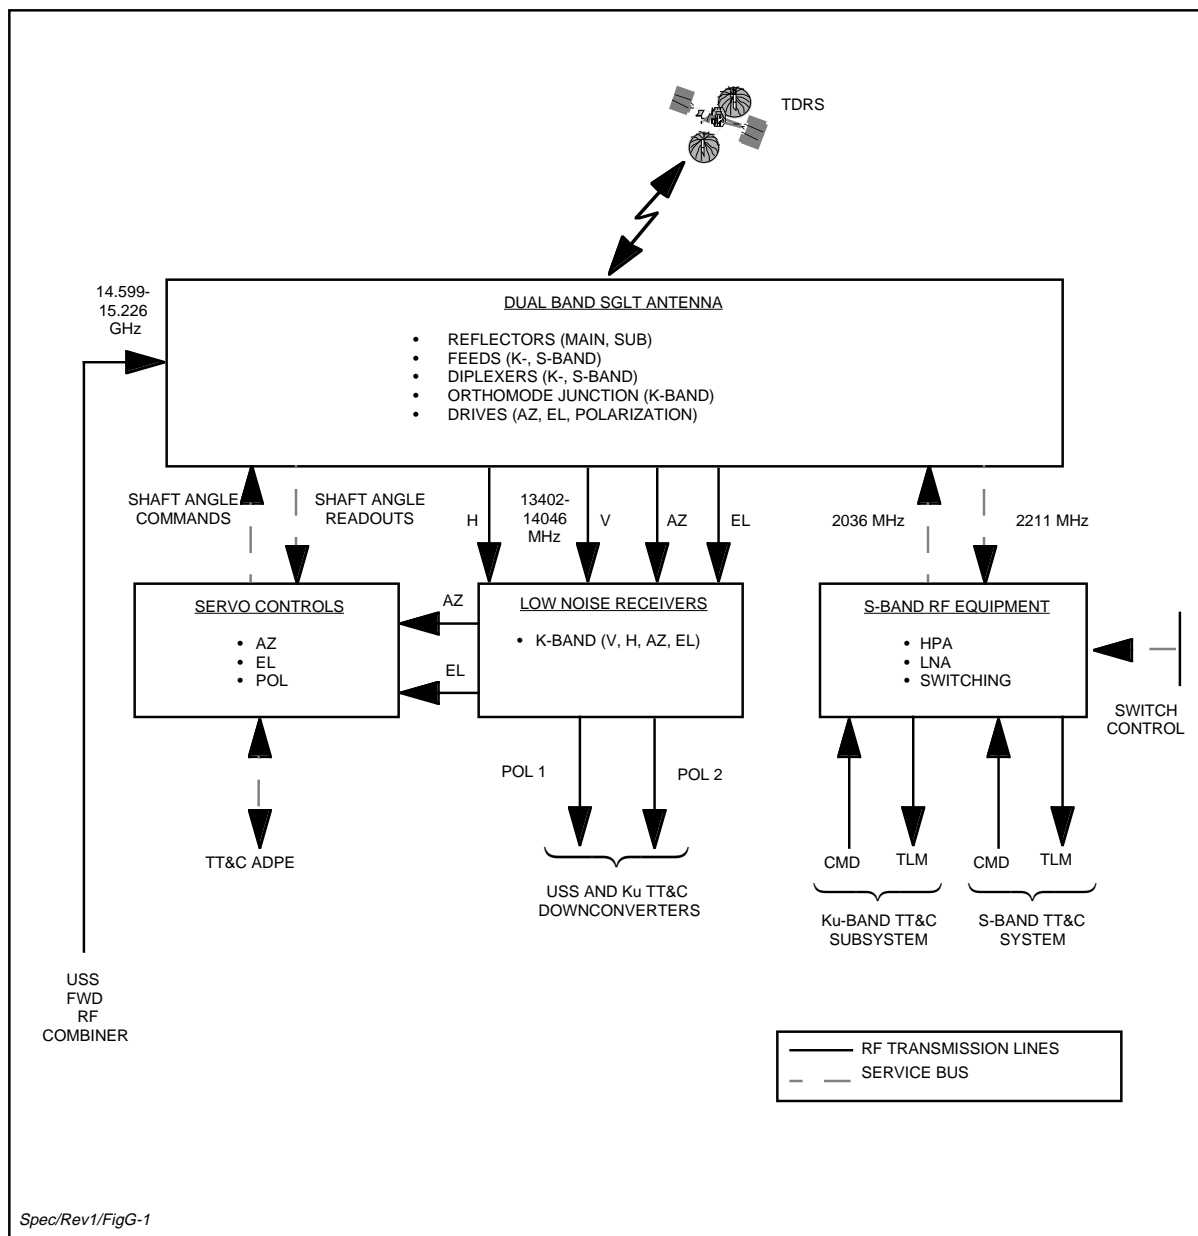 TDRS
14.599-
15.226
GHz
DUAL BAND SGLT ANTENNA
• REFLECTORS (MAIN, SUB)
• FEEDS (K-, S-BAND)
• DIPLEXERS (K-, S-BAND)
• ORTHOMODE JUNCTION (K-BAND)
• DRIVES (AZ, EL, POLARIZATION)
SHAFT ANGLE
COMMANDS
SHAFT ANGLE
READOUTS
H
13402-
14046
MHz
V
AZ
EL
2036 MHz
2211 MHz
SERVO CONTROLS
• AZ
• EL
• POL
AZ
EL
LOW NOISE RECEIVERS
• K-BAND (V, H, AZ, EL)
S-BAND RF EQUIPMENT
• HPA
• LNA
• SWITCHING
SWITCH
CONTROL
POL 1
POL 2
TT&C ADPE
USS AND Ku TT&C
DOWNCONVERTERS
CMD
TLM
CMD
TLM
Ku-BAND TT&C
SUBSYSTEM
S-BAND TT&C
SYSTEM
USS
FWD
RF
COMBINER
RF TRANSMISSION LINES
SERVICE BUS
Spec/Rev1/FigG-1